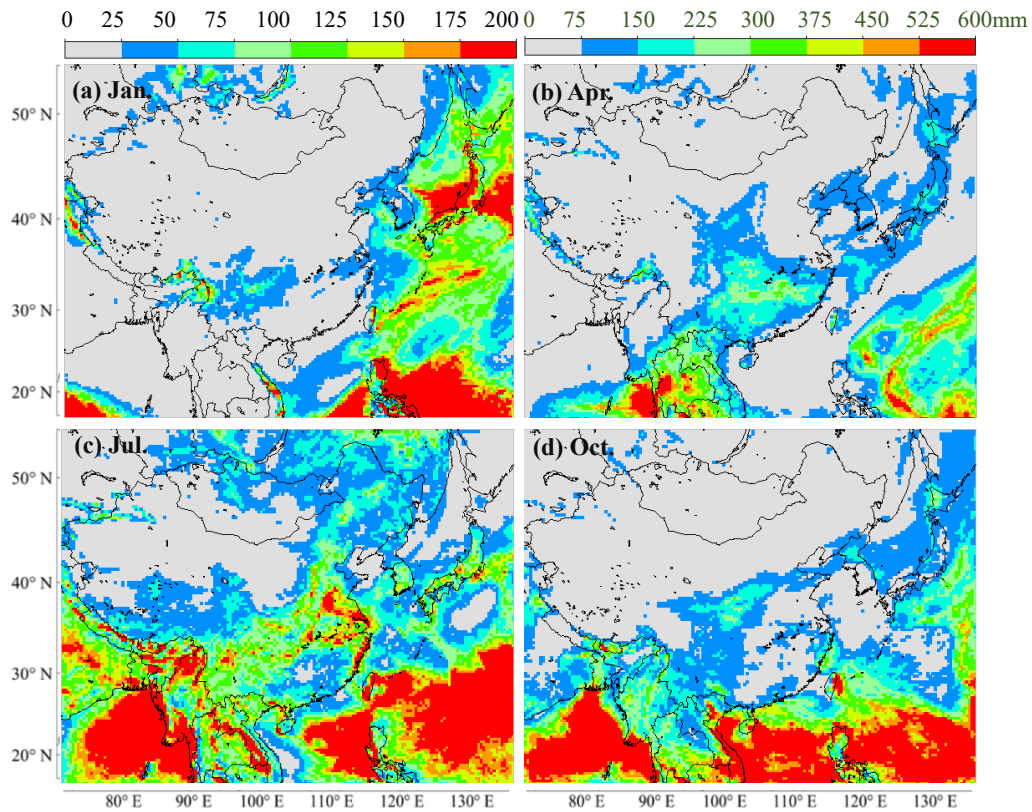 0 25 50 75 100 125 150 175 200
0 75 150 225 300 375 450 525 600mm
(a) Jan.
(b) Apr.
50° N
40° N
30° N
20° N
(c) Jul.
(d) Oct.
50° N
40° N
30° N
20° N
80° E 90° E 100° E 110° E 120° E 130° E
80° E 90° E 100° E 110° E 120° E 130° E